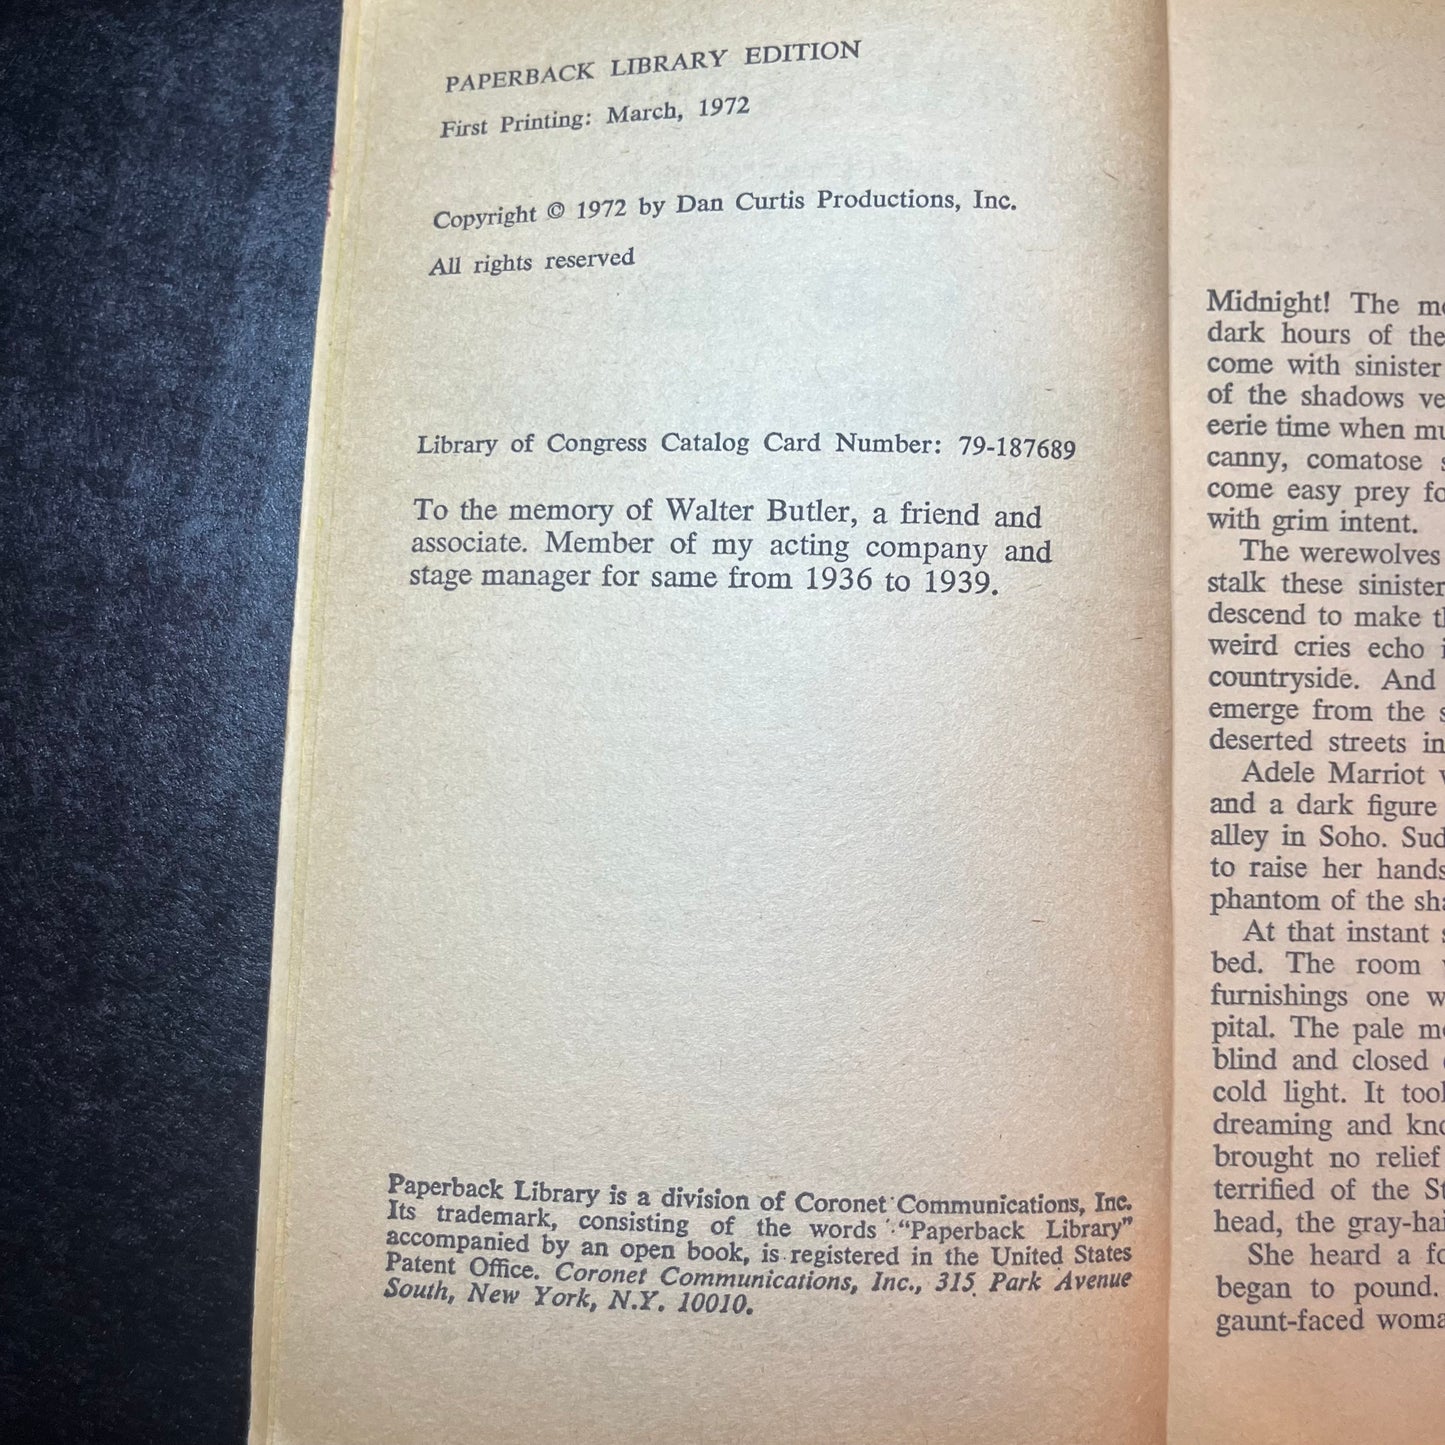 PAPERBACK LIBRARY EDITION
First Printing: March, 1972
Copyright © 1972 by Dan Curtis Productions, Inc.
All rights reserved
Library of Congress Catalog Card Number: 79-187689
To the memory of Walter Butler, a friend and
associate. Member of my acting company and
stage manager for same from 1936 to 1939.
Paperback Library is a division of Coronet Communications, Inc.
Its trademark, consisting of the words "Paperback Library"
accompanied by an open book, is registered in the United States
Patent Office. Coronet Communications, Inc., 315 Park Avenue
South, New York, N.Y. 10010.
Midnight! The
dark hours of the
come with sinister
of the shadows
eerie time when
canny, comatose
come easy prey
with grim intent.
The werewolves
stalk these sinister
descend to make
weird cries echo
countryside. And
emerge from the
deserted streets in
Adele Marriot
and a dark figure
alley in Soho.
to raise her hands
phantom of the
At that instant
bed. The room
furnishings one
pital. The pale
blind and closed
cold light. It
dreaming and
brought no relief
terrified of the
head, the
She heard a
began to pound.
gaunt-faced